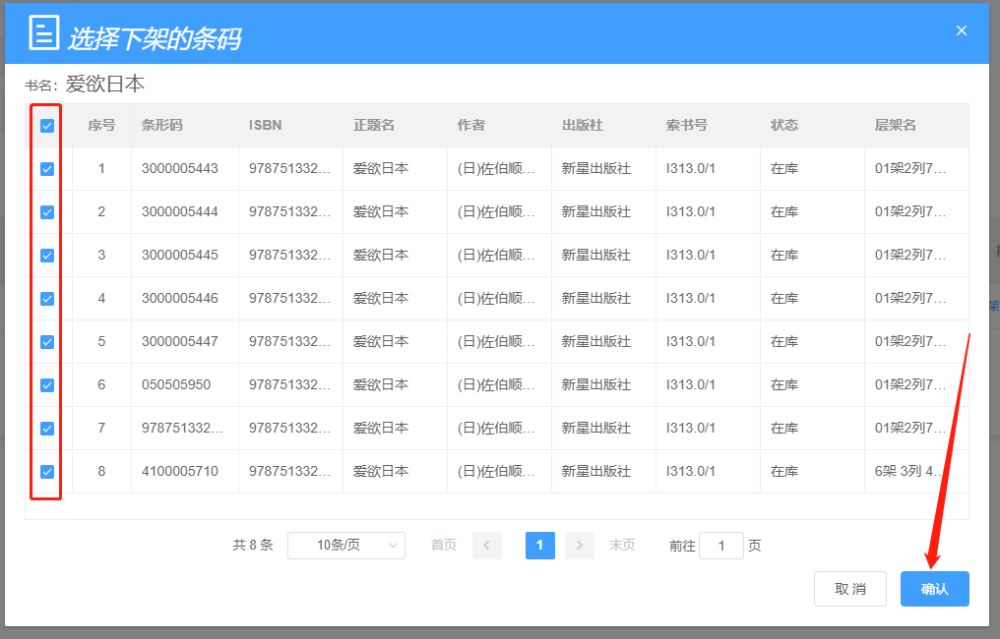 选择下架的条码
书名: 爱欲日本
序号 条形码 ISBN 正题名 作者 出版社 索书号 状态 层架名
1 3000005443 978751332... 爱欲日本 (日)佐伯顺... 新星出版社 I313.0/1 在库 01架2列7...
2 3000005444 978751332... 爱欲日本 (日)佐伯顺... 新星出版社 I313.0/1 在库 01架2列7...
3 3000005445 978751332... 爱欲日本 (日)佐伯顺... 新星出版社 I313.0/1 在库 01架2列7...
4 3000005446 978751332... 爱欲日本 (日)佐伯顺... 新星出版社 I313.0/1 在库 01架2列7...
5 3000005447 978751332... 爱欲日本 (日)佐伯顺... 新星出版社 I313.0/1 在库 01架2列7...
6 050505950 978751332... 爱欲日本 (日)佐伯顺... 新星出版社 I313.0/1 在库 01架2列7...
7 978751332... 978751332... 爱欲日本 (日)佐伯顺... 新星出版社 I313.0/1 在库 01架2列7...
8 4100005710 978751332... 爱欲日本 (日)佐伯顺... 新星出版社 I313.0/1 在库 6架 3列 4...
共 8 条 10条/页 首页 1 末页 前往 1 页
取 消 确认